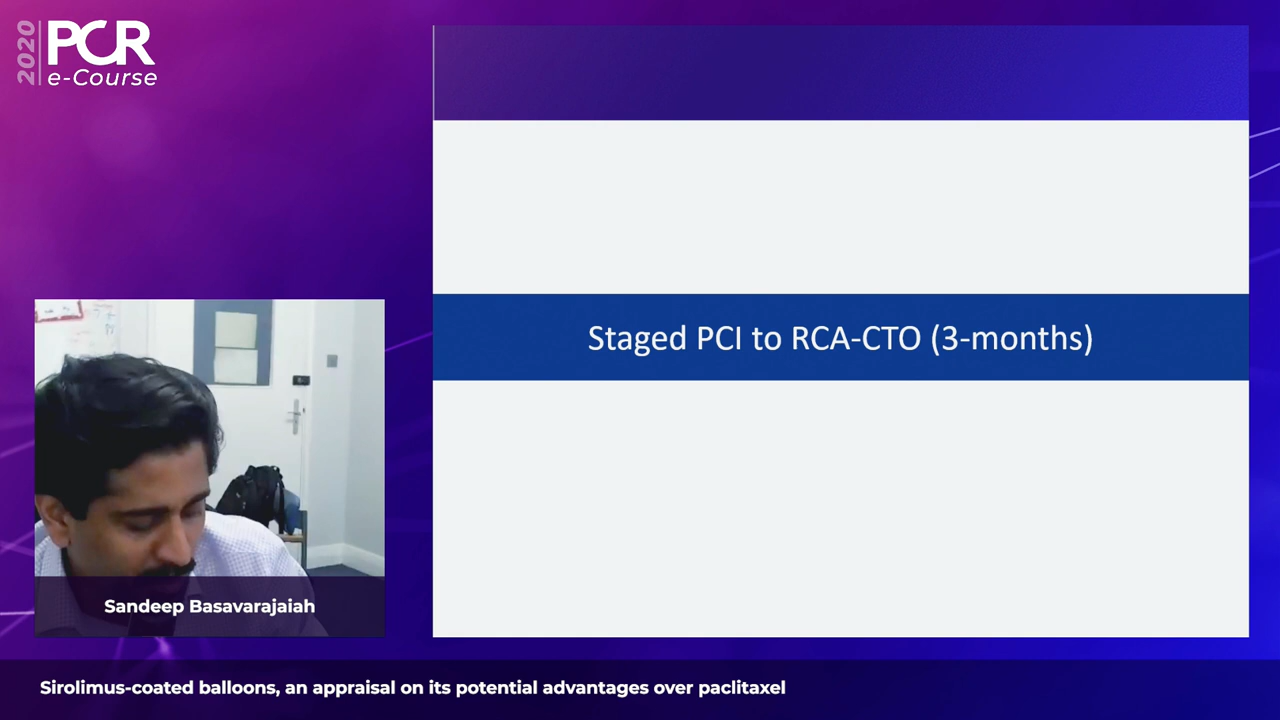 2020
PCR
e-Course
Staged PCI to RCA-CTO (3-months)
Sandeep Basavarajaiah
Sirolimus-coated balloons, an appraisal on its potential advantages over paclitaxel